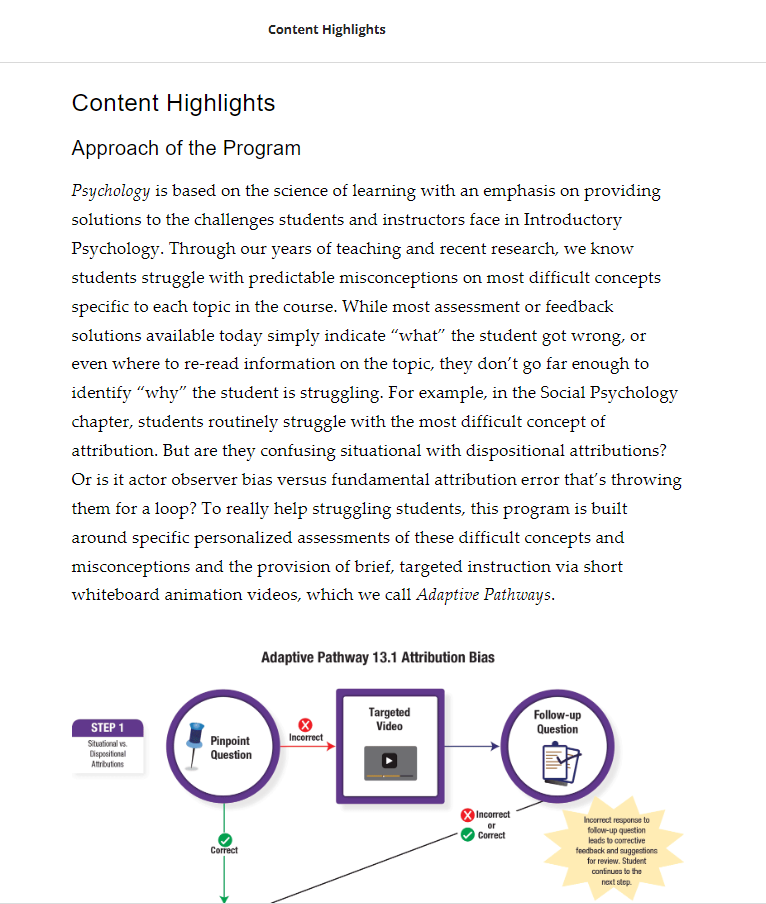 Content Highlights
Content Highlights
Approach of the Program
Psychology is based on the science of learning with an emphasis on providing
solutions to the challenges students and instructors face in Introductory
Psychology. Through our years of teaching and recent research, we know
students struggle with predictable misconceptions on most difficult concepts
specific to each topic in the course. While most assessment or feedback
solutions available today simply indicate “what” the student got wrong, or
even where to re-read information on the topic, they don’t go far enough to
identify “why” the student is struggling. For example, in the Social Psychology
chapter, students routinely struggle with the most difficult concept of
attribution. But are they confusing situational with dispositional attributions?
Or is it actor observer bias versus fundamental attribution error that’s throwing
them for a loop? To really help struggling students, this program is built
around specific personalized assessments of these difficult concepts and
misconceptions and the provision of brief, targeted instruction via short
whiteboard animation videos, which we call Adaptive Pathways.
Adaptive Pathway 13.1 Attribution Bias
STEP 1
Situational vs.
Dispositional
Attributions
Pinpoint
Question
Incorrect
Targeted
Video
Follow-up
Question
Incorrect
or
Correct
Correct
Incorrect response to
follow-up question
leads to corrective
feedback and suggestions
for review. Student
continues to the
next step.